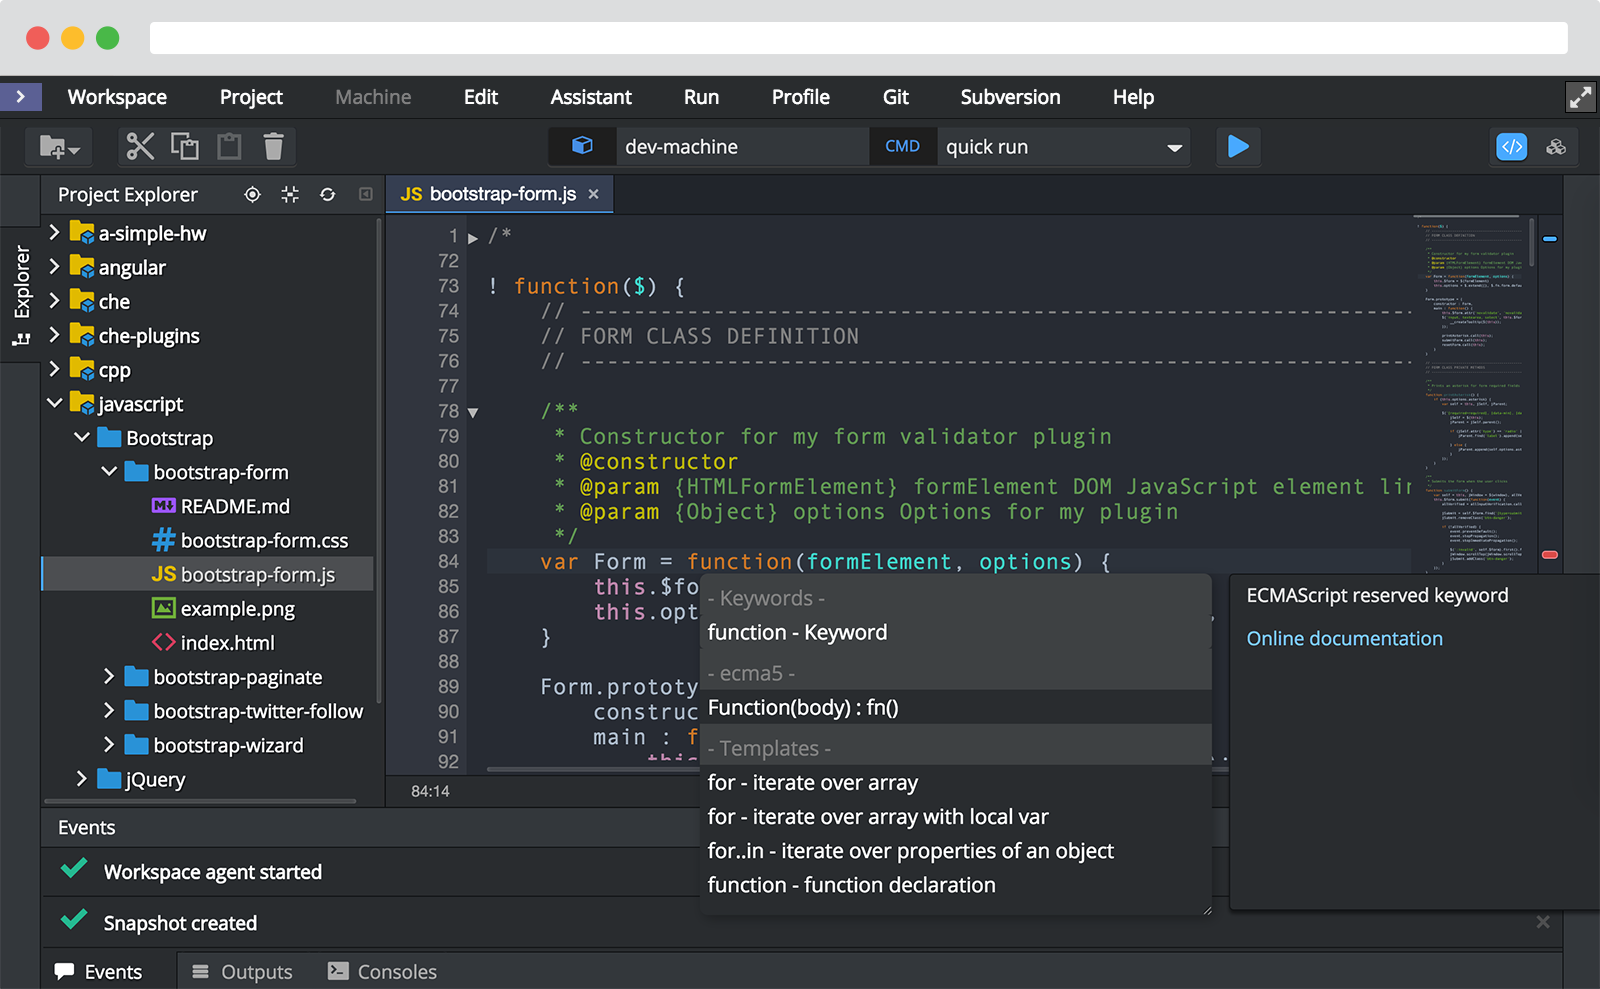 Workspace Project Machine Edit Assistant Run Profile Git Subversion Help
dev-machine CMD quick run
Explorer
Project Explorer
a-simple-hw
angular
che
che-plugins
cpp
javascript
Bootstrap
bootstrap-form
README.md
bootstrap-form.css
JS bootstrap-form.js
example.png
index.html
bootstrap-paginate
bootstrap-twitter-follow
bootstrap-wizard
jQuery
JS bootstrap-form.js ×
1 /*
72
73 ! function($) {
74 // ---------------------------------------------------------------
75 // FORM CLASS DEFINITION
76 // ---------------------------------------------------------------
77
78 /**
79 * Constructor for my form validator plugin
80 * @constructor
81 * @param {HTMLFormElement} formElement DOM JavaScript element lin
82 * @param {Object} options Options for my plugin
83 */
84 var Form = function(formElement, options) {
85 this.$fo
86 this.opt
87 }
88
89 Form.prototy
90 construc
91 main : f
92 this
84:14
- Keywords -
function - Keyword
- ecma5 -
Function(body) : fn()
- Templates -
for - iterate over array
for - iterate over array with local var
for..in - iterate over properties of an object
function - function declaration
ECMAScript reserved keyword
Online documentation
Events
Workspace agent started
Snapshot created
Events Outputs Consoles